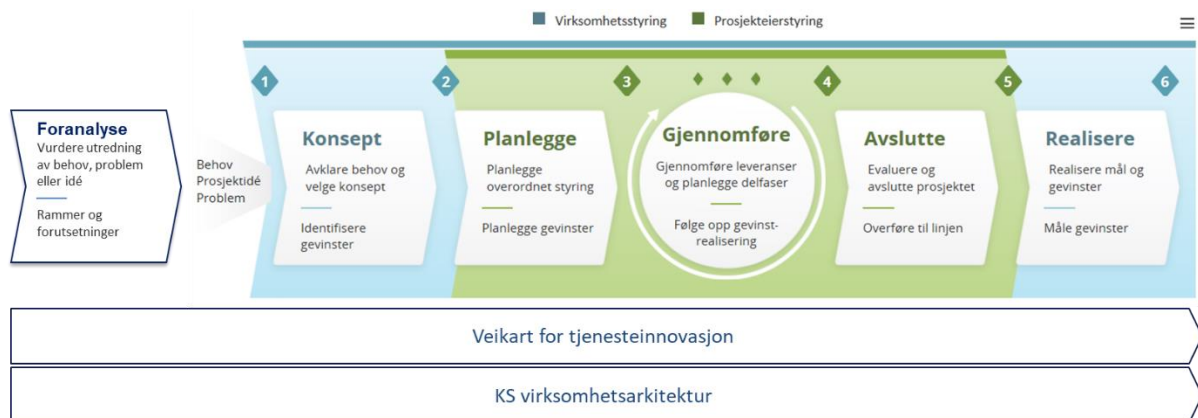 Virksomhetsstyring
Prosjekteierstyring
1
2
3
4
5
6
Foranalyse
Vurdere utredning
av behov, problem
eller idé
Rammer og
forutsetninger
Behov
Prosjektidé
Problem
Konsept
Avklare behov og
velge konsept
Identifisere
gevinster
Planlegge
Planlegge
overordnet styring
Planlegge gevinster
Gjennomføre
Gjennomføre leveranser
og planlegge delfaser
Følge opp gevinst-
realisering
Avslutte
Evaluere og
avslutte prosjektet
Overføre til linjen
Realisere
Realisere mål og
gevinster
Måle gevinster
Veikart for tjenesteinnovasjon
KS virksomhetsarkitektur